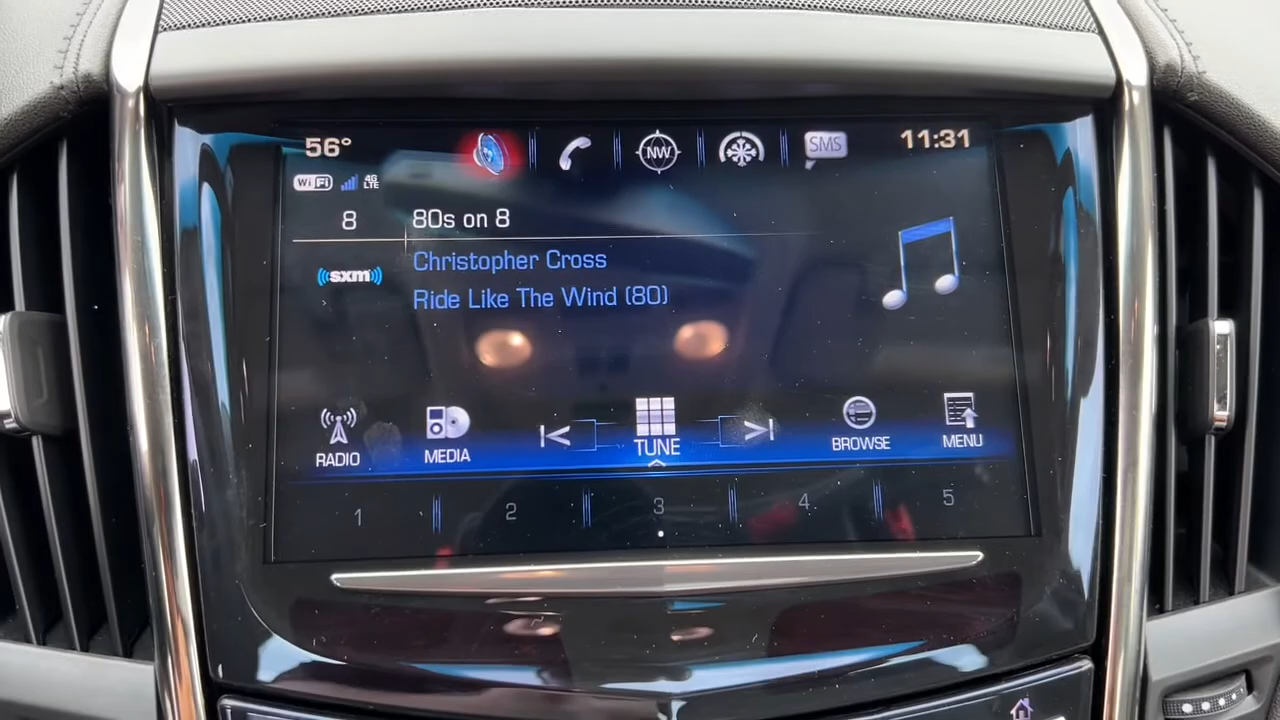 56°
NW
SMS
11:31
WiFi
4G
LTE
8
80s on 8
sxm
Christopher Cross
Ride Like The Wind (80)
RADIO
MEDIA
TUNE
BROWSE
MENU
1
2
3
4
5